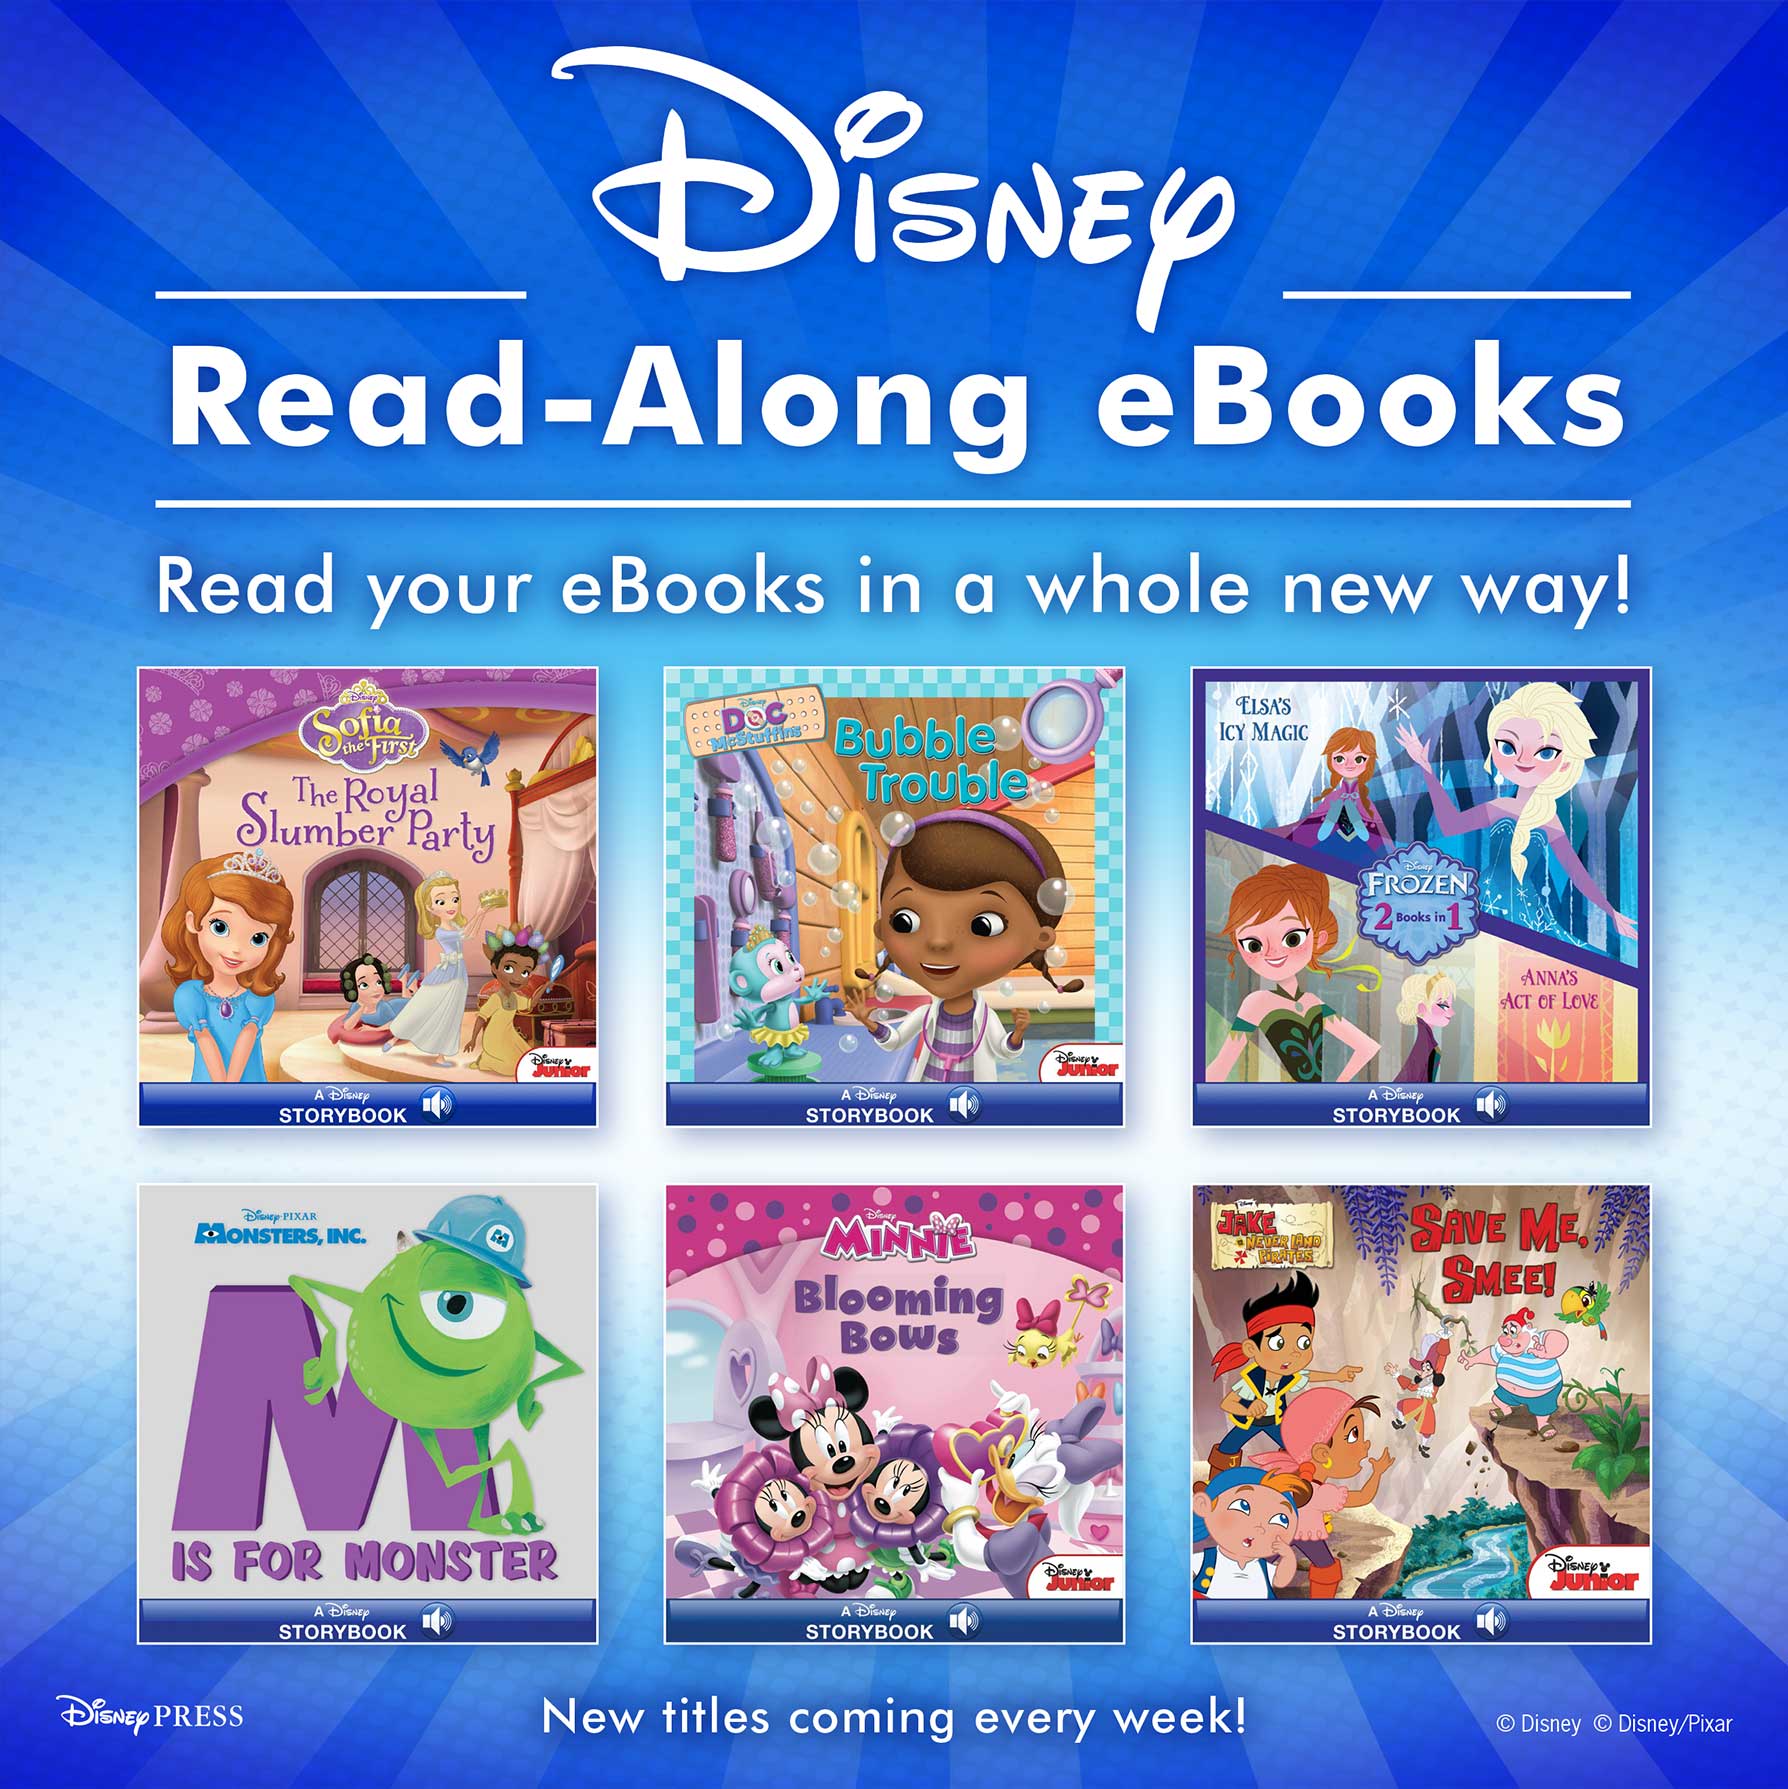 Disney
Read-Along eBooks
Read your eBooks in a whole new way!
Disney
Sofia
the First
The Royal
Slumber Party
Disney
Junior
A Disney
STORYBOOK
Disney
Doc
McStuffins
Bubble
Trouble
Disney
Junior
A Disney
STORYBOOK
Elsa's
Icy Magic
Disney
FROZEN
2 Books in 1
Anna's
Act of Love
A Disney
STORYBOOK
Disney·PIXAR
MONSTERS, INC.
M
IS FOR MONSTER
A Disney
STORYBOOK
Disney
MINNIE
Blooming
Bows
Disney
Junior
A Disney
STORYBOOK
Disney
JAKE
NEVER LAND
PIRATES
SAVE ME,
SMEE!
Disney
Junior
A Disney
STORYBOOK
Disney PRESS
New titles coming every week!
© Disney © Disney/Pixar